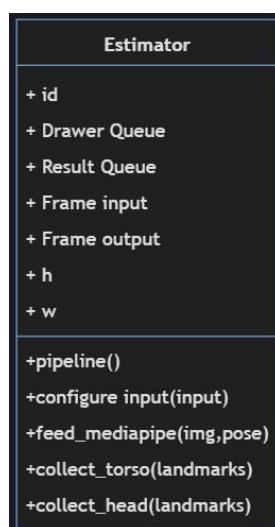 Estimator
+ id
+ Drawer Queue
+ Result Queue
+ Frame input
+ Frame output
+ h
+ w
+pipeline()
+configure input(input)
+feed_mediapipe(img,pose)
+collect_torso(landmarks)
+collect_head(landmarks)